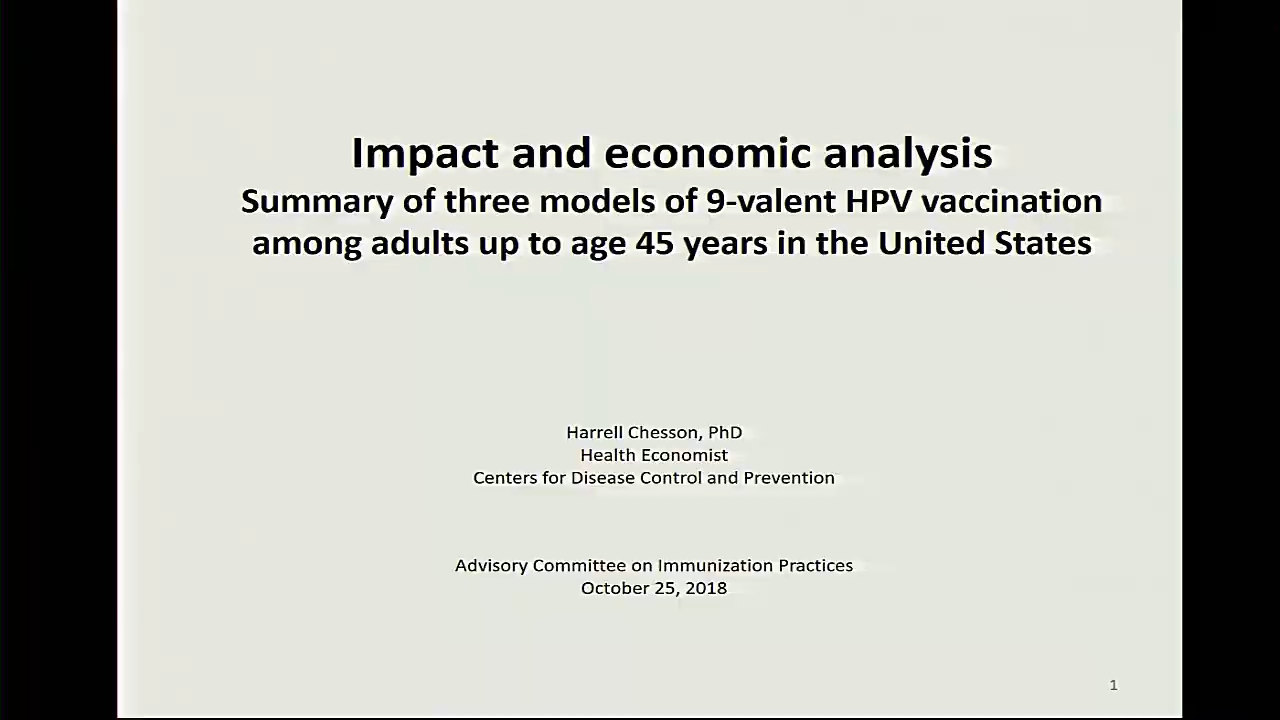 Impact and economic analysis
Summary of three models of 9-valent HPV vaccination
among adults up to age 45 years in the United States
Harrell Chesson, PhD
Health Economist
Centers for Disease Control and Prevention
Advisory Committee on Immunization Practices
October 25, 2018
1